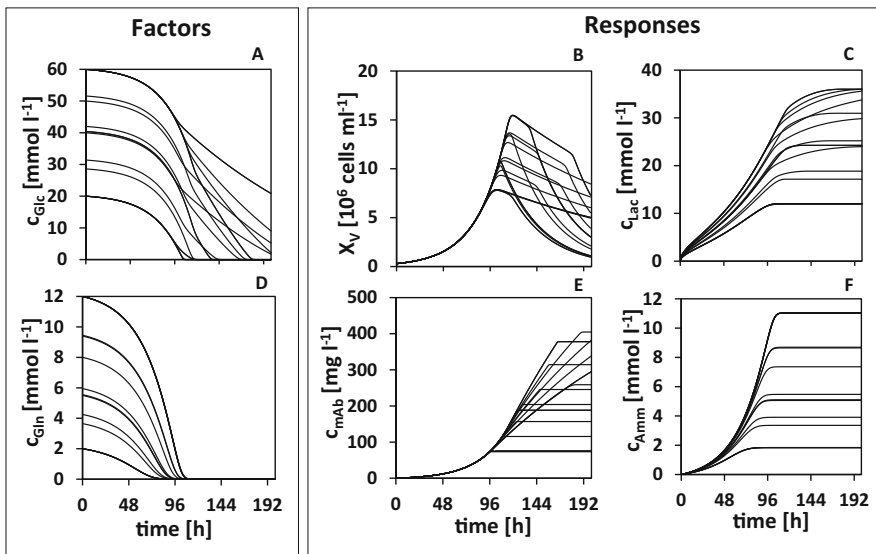 Factors
Responses
A
B
C
60
50
40
30
20
10
0
c_Glc [mmol l⁻¹]
20
15
10
5
0
X_V [10⁶ cells ml⁻¹]
40
30
20
10
0
c_Lac [mmol l⁻¹]
D
E
F
12
10
8
6
4
2
0
c_Gln [mmol l⁻¹]
0 48 96 144 192
time [h]
500
400
300
200
100
0
c_mAb [mg l⁻¹]
0 48 96 144 192
time [h]
12
10
8
6
4
2
0
c_Amm [mmol l⁻¹]
0 48 96 144 192
time [h]